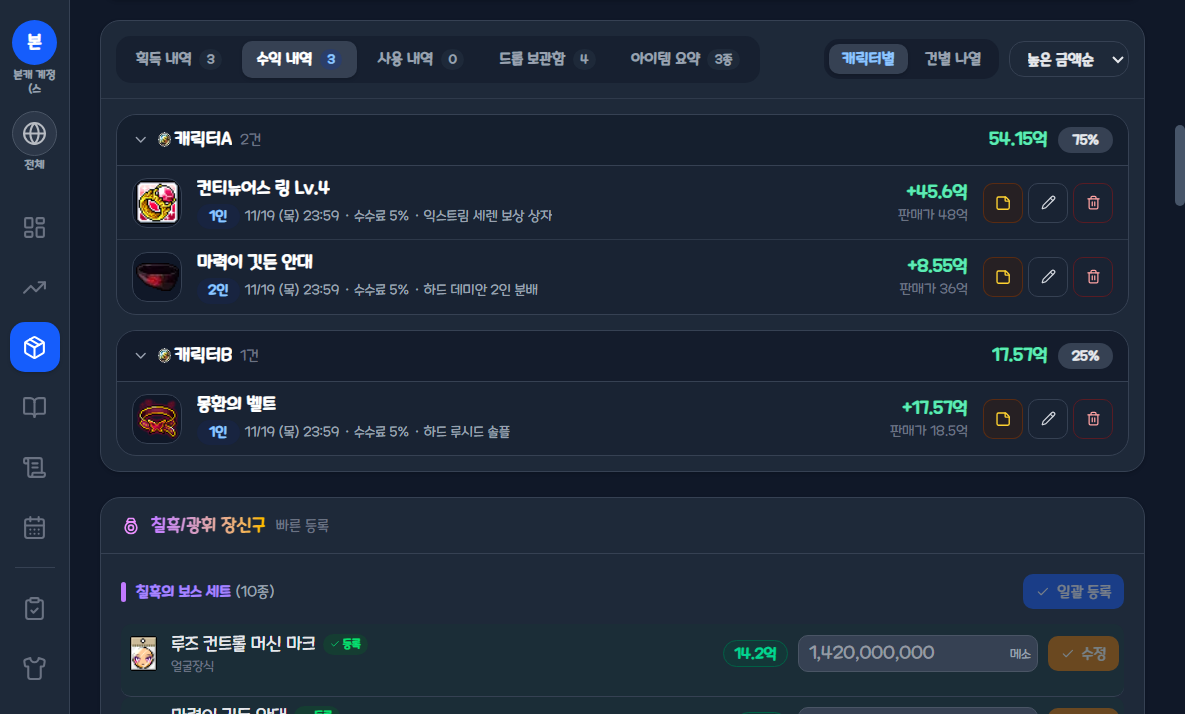 본
본캐 계정
(스
전체
획득 내역 3
수익 내역 3
사용 내역 0
드롭 보관함 4
아이템 요약 3종
캐릭터별
건별 나열
높은 금액순
캐릭터A 2건
54.15억 75%
컨티뉴어스 링 Lv.4
+45.6억
1인 11/19 (목) 23:59 · 수수료 5% · 익스트림 세렌 보상 상자
판매가 48억
마력이 깃든 안대
+8.55억
2인 11/19 (목) 23:59 · 수수료 5% · 하드 데미안 2인 분배
판매가 36억
캐릭터B 1건
17.57억 25%
몽환의 벨트
+17.57억
1인 11/19 (목) 23:59 · 수수료 5% · 하드 루시드 솔플
판매가 18.5억
칠흑/광휘 장신구 빠른 등록
칠흑의 보스 세트 (10종)
일괄 등록
루즈 컨트롤 머신 마크 등록
얼굴장식
14.2억
1,420,000,000 메소
수정
마력이 깃든 안대 등록